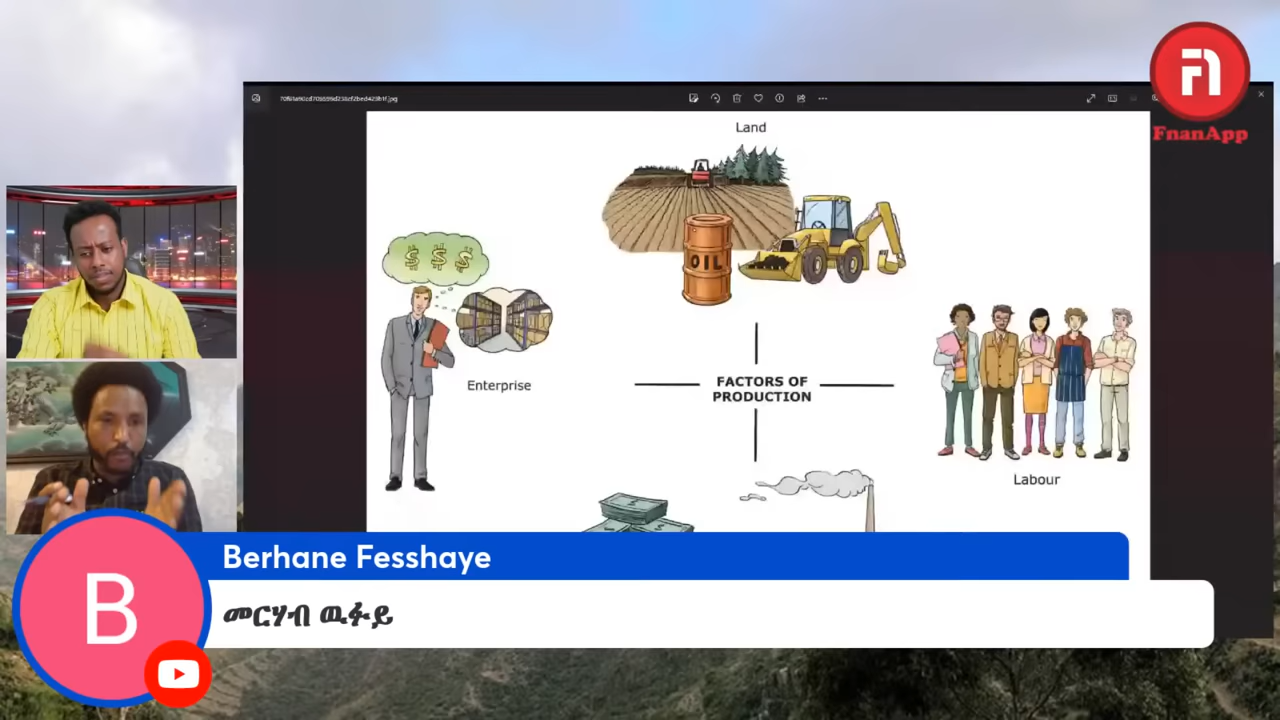 FnanApp
Land
OIL
$ $ $
Enterprise
FACTORS OF
PRODUCTION
Labour
B
Berhane Fesshaye
መርሃብ ዉፉይ